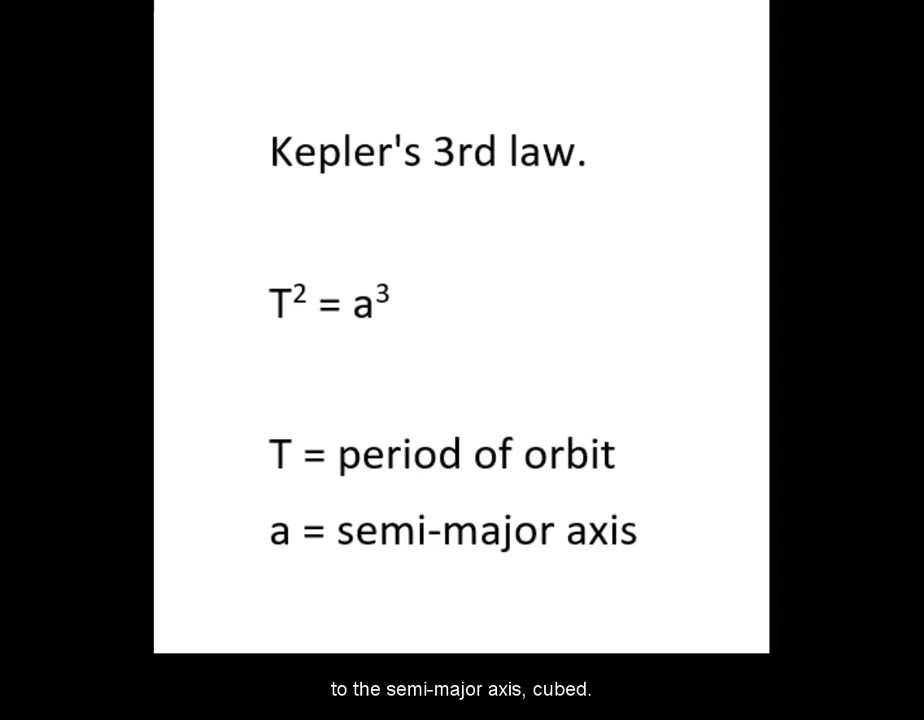 Kepler's 3rd law.
T² = a³
T = period of orbit
a = semi-major axis
to the semi-major axis, cubed.